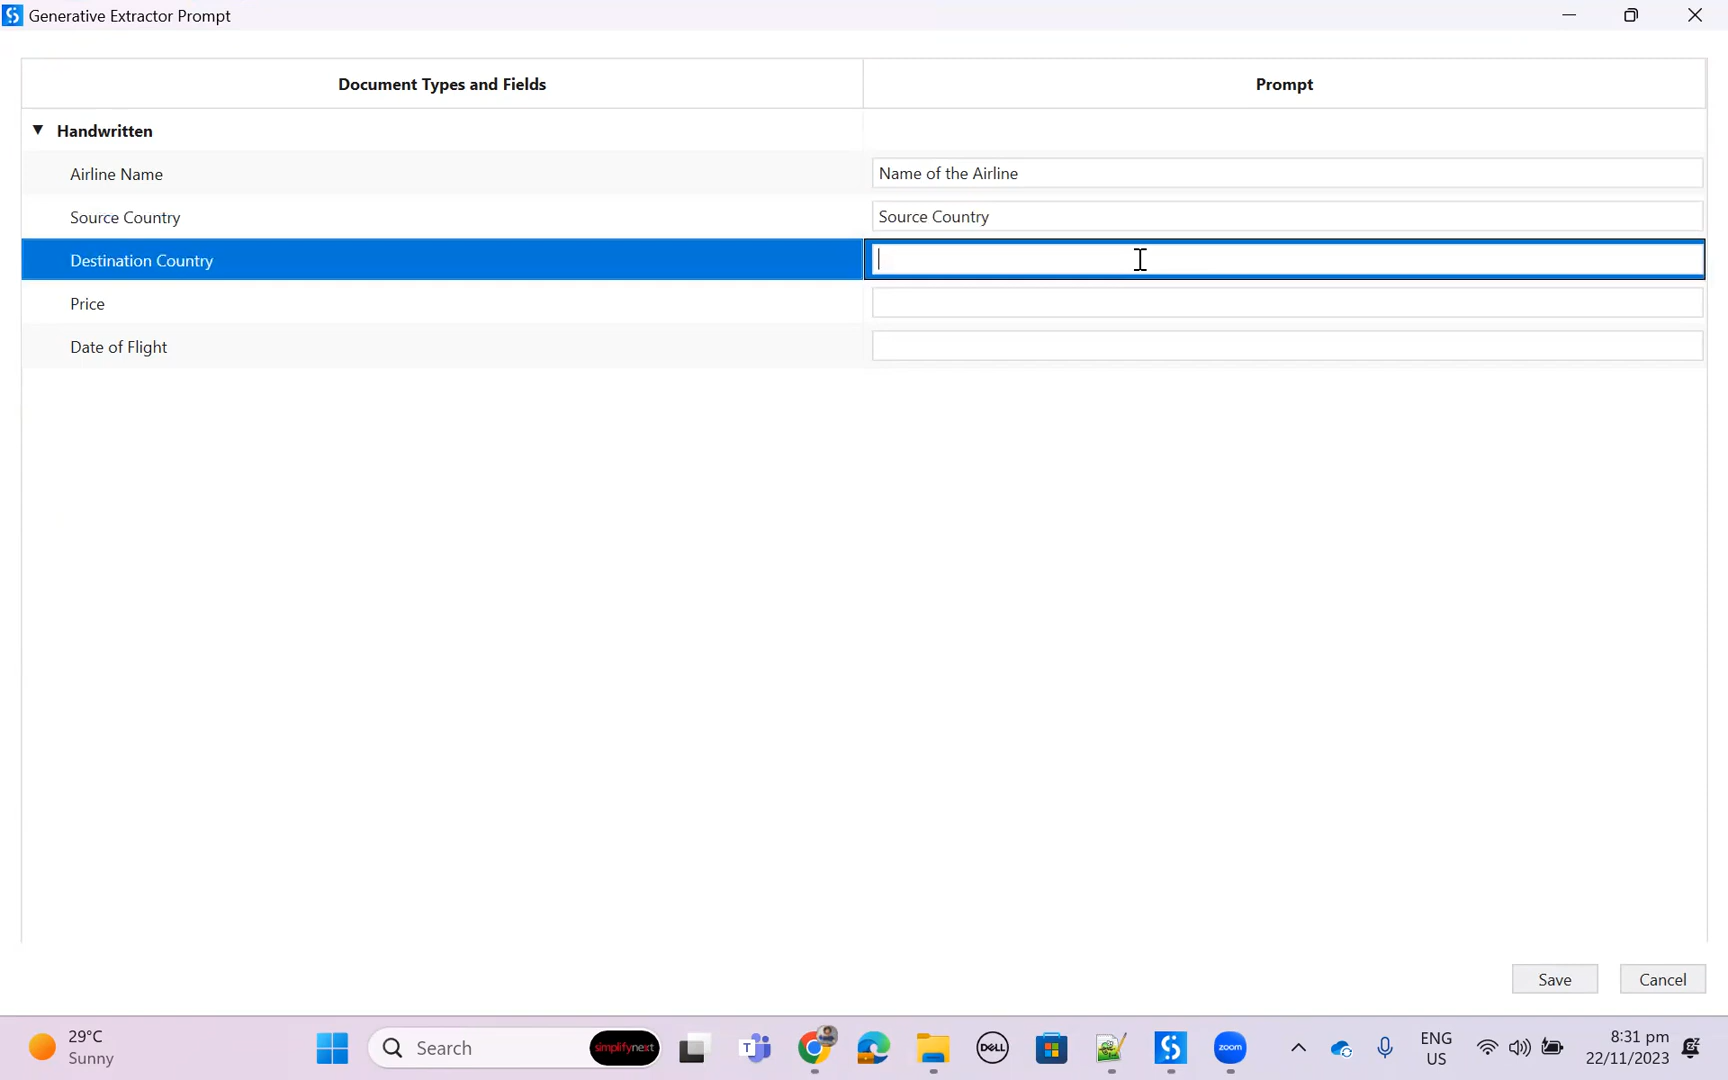 Generative Extractor Prompt
Document Types and Fields
Prompt
Handwritten
Airline Name
Name of the Airline
Source Country
Source Country
Destination Country
Price
Date of Flight
Save
Cancel
29°C
Sunny
Search
simplifynext
DELL
zoom
ENG
US
8:31 pm
22/11/2023